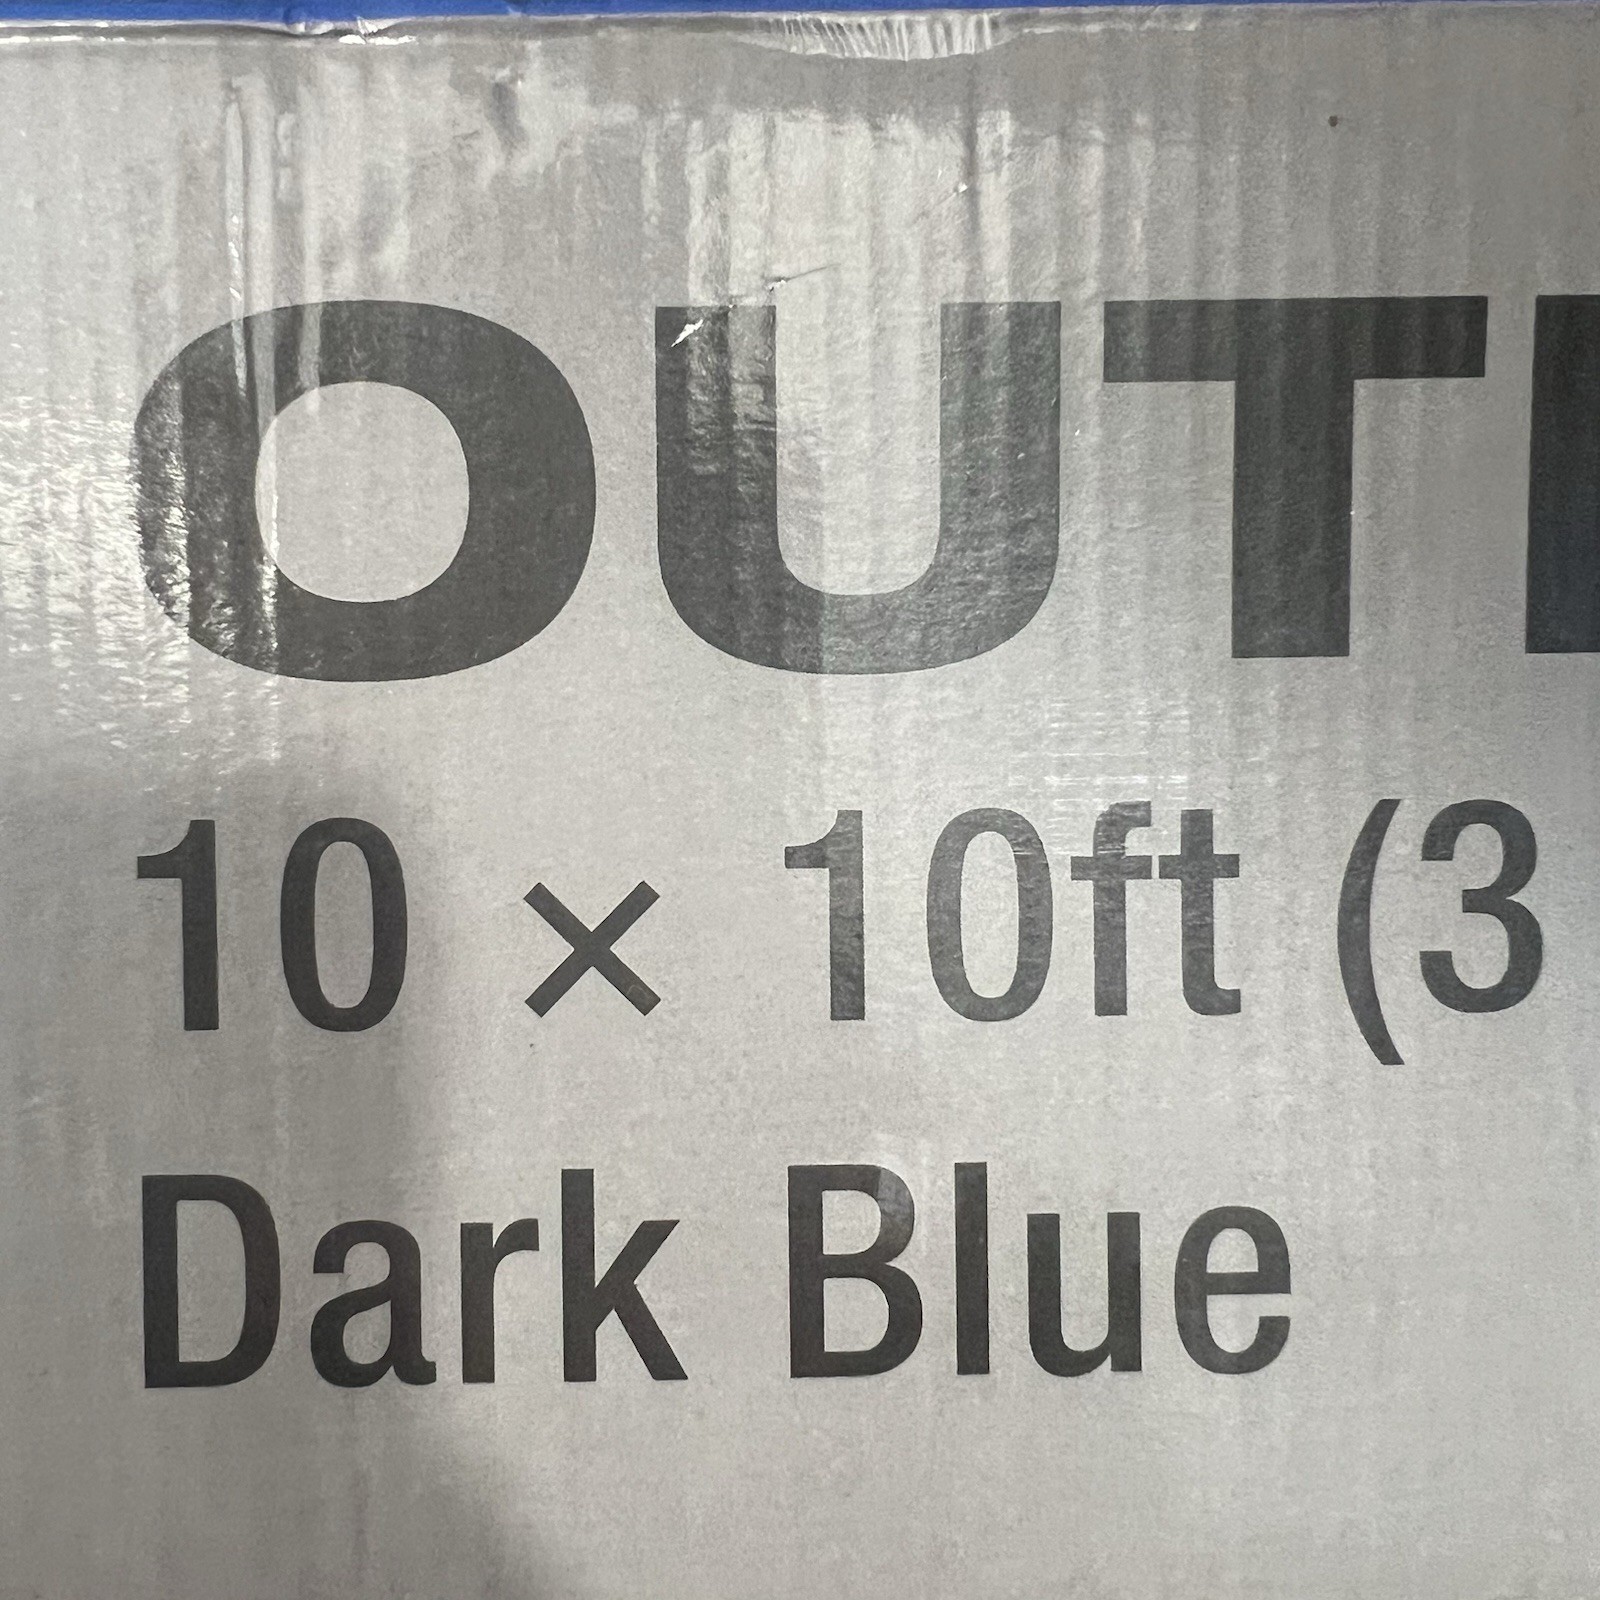 OUT
10 × 10ft (3
Dark Blue